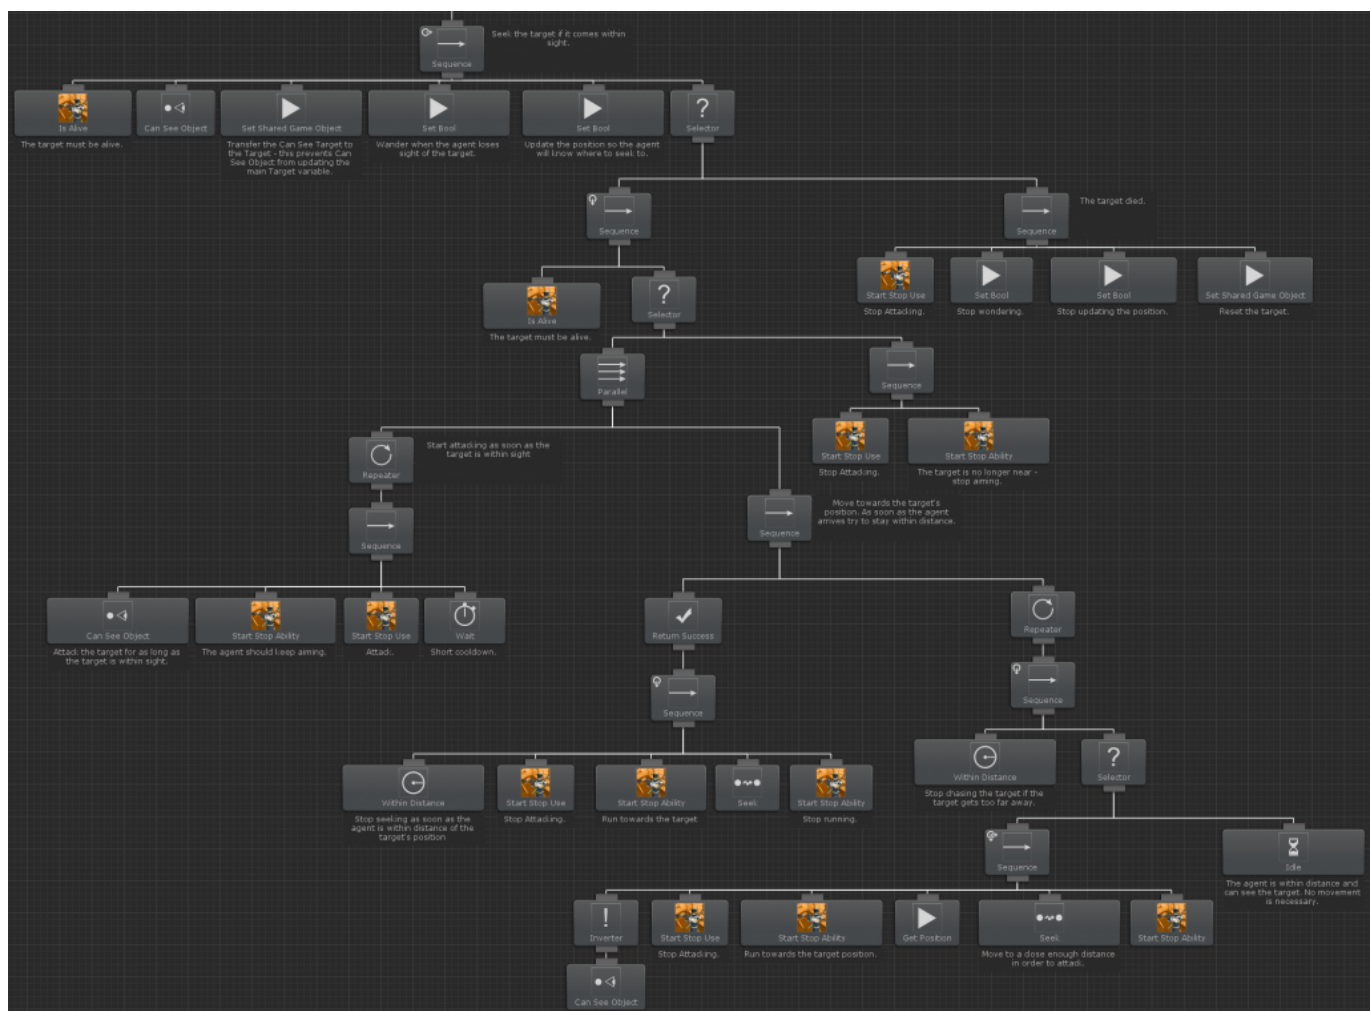 Seek the target if it comes within
sight.
Sequence
Is Alive
Can See Object
Set Shared Game Object
Set Bool
Set Bool
Selector
The target must be alive.
Transfer the Can See Target to
the Target - this prevents Can
See Object from updating the
main Target variable.
Wander when the agent loses
sight of the target.
Update the position so the agent
will know where to seek to.
Sequence
The target died.
Sequence
Is Alive
Selector
The target must be alive.
Start Stop Use
Set Bool
Set Bool
Set Shared Game Object
Stop Attacking.
Stop wondering.
Stop updating the position.
Reset the target.
Parallel
Sequence
Start attacking as soon as the
target is within sight
Repeater
Start Stop Use
Start Stop Ability
Stop Attacking.
The target is no longer near -
stop aiming.
Sequence
Move towards the target's
position. As soon as the agent
arrives try to stay within distance.
Sequence
Can See Object
Start Stop Ability
Start Stop Use
Wait
Attack the target for as long as
the target is within sight.
The agent should keep aiming.
Attack.
Short cooldown.
Return Success
Repeater
Sequence
Sequence
Within Distance
Start Stop Use
Start Stop Ability
Seek
Start Stop Ability
Stop seeking as soon as the
agent is within distance of the
target's position
Stop Attacking.
Run towards the target
Stop running.
Within Distance
Selector
Stop chasing the target if the
target gets too far away.
Sequence
Idle
The agent is within distance and
can see the target. No movement
is necessary.
Inverter
Start Stop Use
Start Stop Ability
Get Position
Seek
Start Stop Ability
Stop Attacking.
Run towards the target position.
Move to a close enough distance
in order to attack.
Can See Object